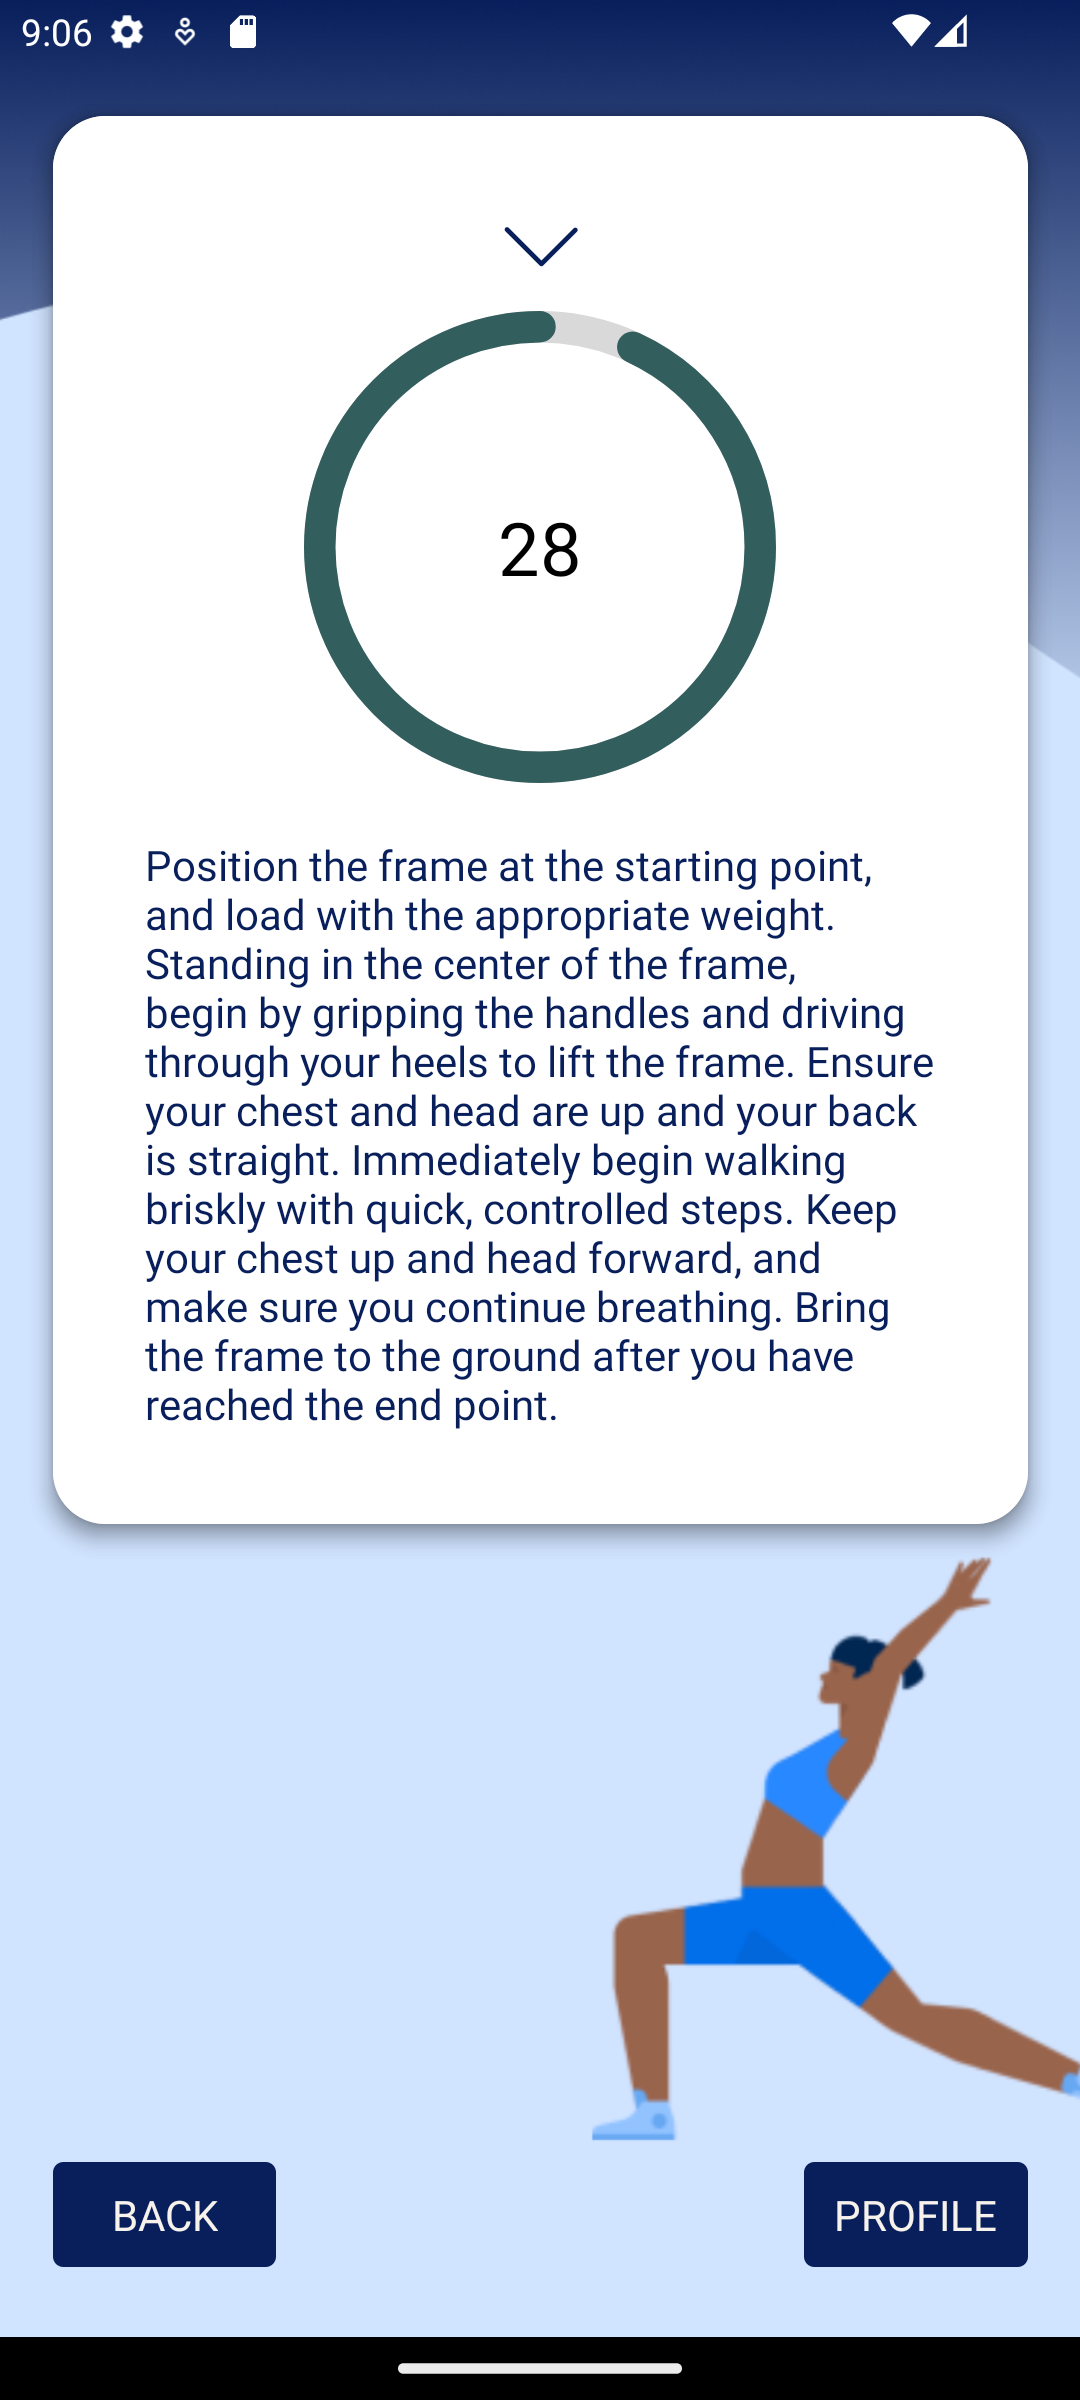 9:06
28
Position the frame at the starting point,
and load with the appropriate weight.
Standing in the center of the frame,
begin by gripping the handles and driving
through your heels to lift the frame. Ensure
your chest and head are up and your back
is straight. Immediately begin walking
briskly with quick, controlled steps. Keep
your chest up and head forward, and
make sure you continue breathing. Bring
the frame to the ground after you have
reached the end point.
BACK
PROFILE